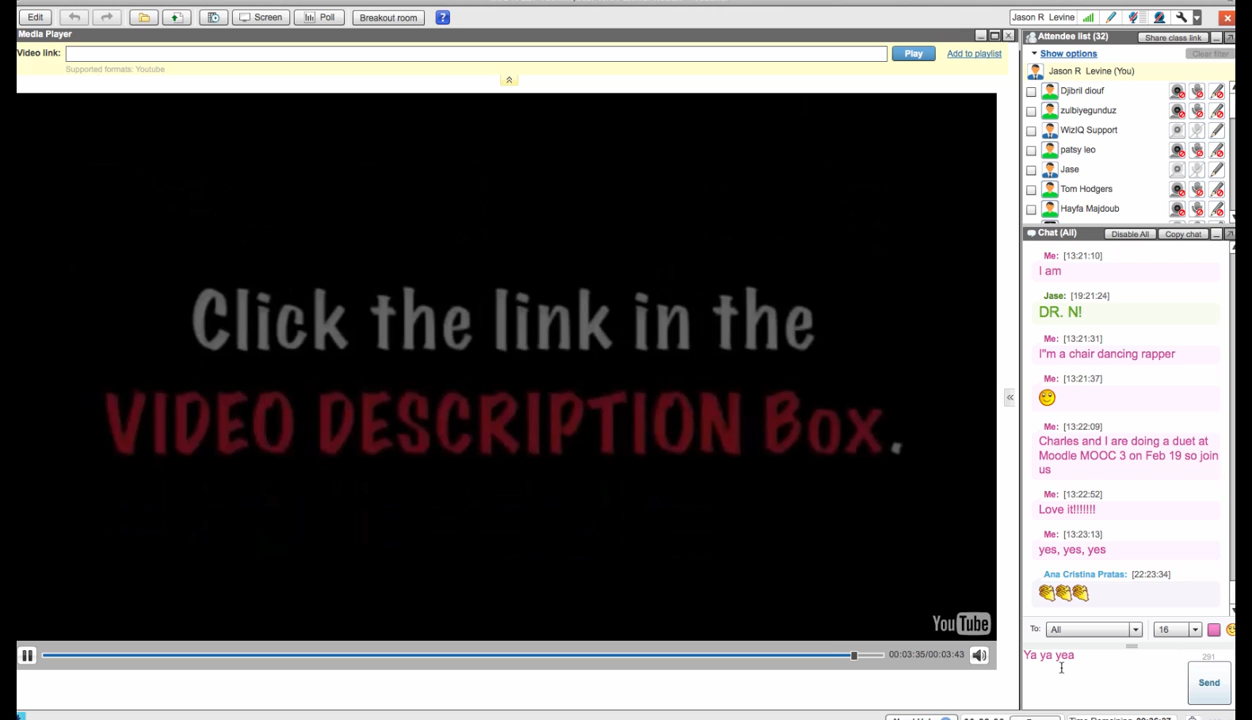 Edit
Screen
Poll
Breakout room
?
Jason R Levine
Media Player
Video link:
Play
Add to playlist
Supported formats: Youtube
Click the link in the
VIDEO DESCRIPTION Box.
YouTube
00:03:35/00:03:43
Attendee list (32)
Share class link
Show options
Clear filter
Jason R Levine (You)
Djibril diouf
zulbiyegunduz
WizIQ Support
patsy leo
Jase
Tom Hodgers
Hayfa Majdoub
Chat (All)
Disable All
Copy chat
Me: [13:21:10]
I am
Jase: [19:21:24]
DR. N!
Me: [13:21:31]
I"m a chair dancing rapper
Me: [13:21:37]
Me: [13:22:09]
Charles and I are doing a duet at
Moodle MOOC 3 on Feb 19 so join
us
Me: [13:22:52]
Love it!!!!!!!
Me: [13:23:13]
yes, yes, yes
Ana Cristina Pratas: [22:23:34]
To: All
16
Ya ya yea
291
Send